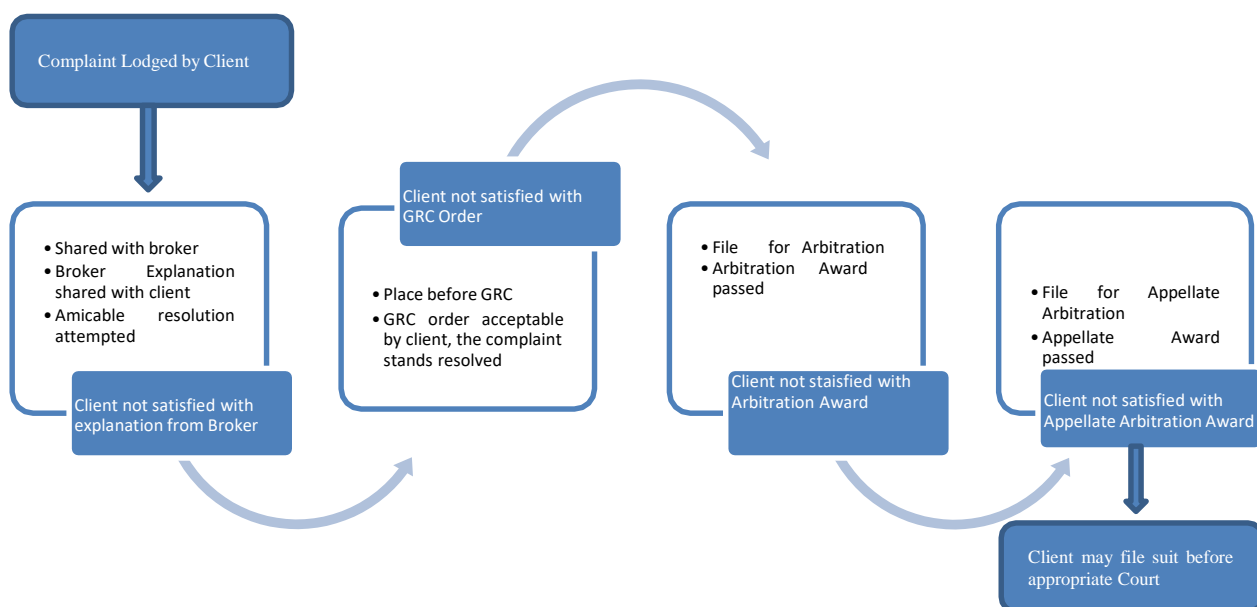 Complaint Lodged by Client
• Shared with broker
• Broker Explanation
shared with client
• Amicable resolution
attempted
Client not satisfied with
explanation from Broker
Client not satisfied with
GRC Order
• Place before GRC
• GRC order acceptable
by client, the complaint
stands resolved
• File for Arbitration
• Arbitration Award
passed
Client not staisfied with
Arbitration Award
• File for Appellate
Arbitration
• Appellate Award
passed
Client not satisfied with
Appellate Arbitration Award
Client may file suit before
appropriate Court